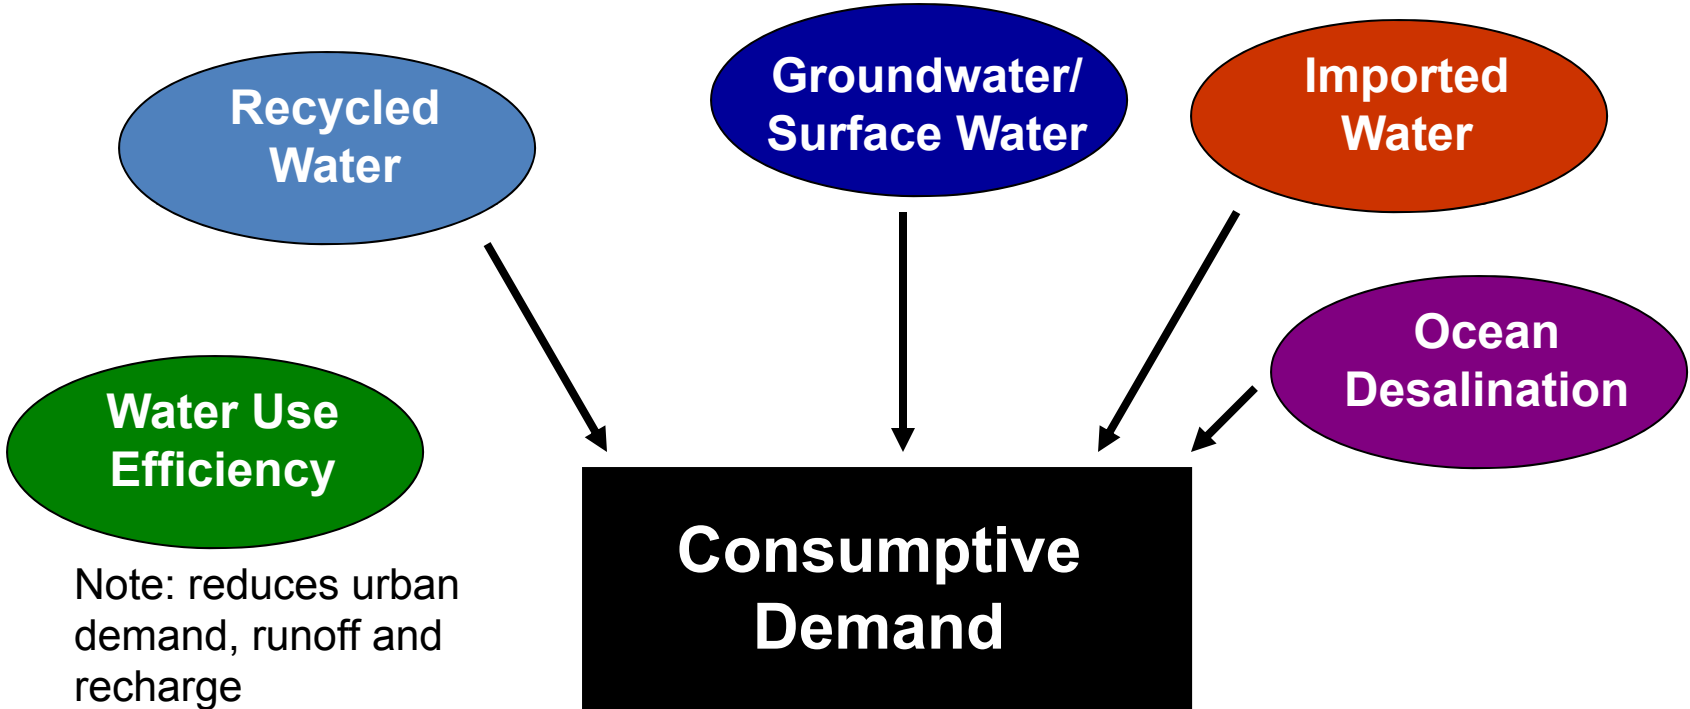 Recycled
Water
Groundwater/
Surface Water
Imported
Water
Ocean
Desalination
Water Use
Efficiency
Note: reduces urban
demand, runoff and
recharge
Consumptive
Demand